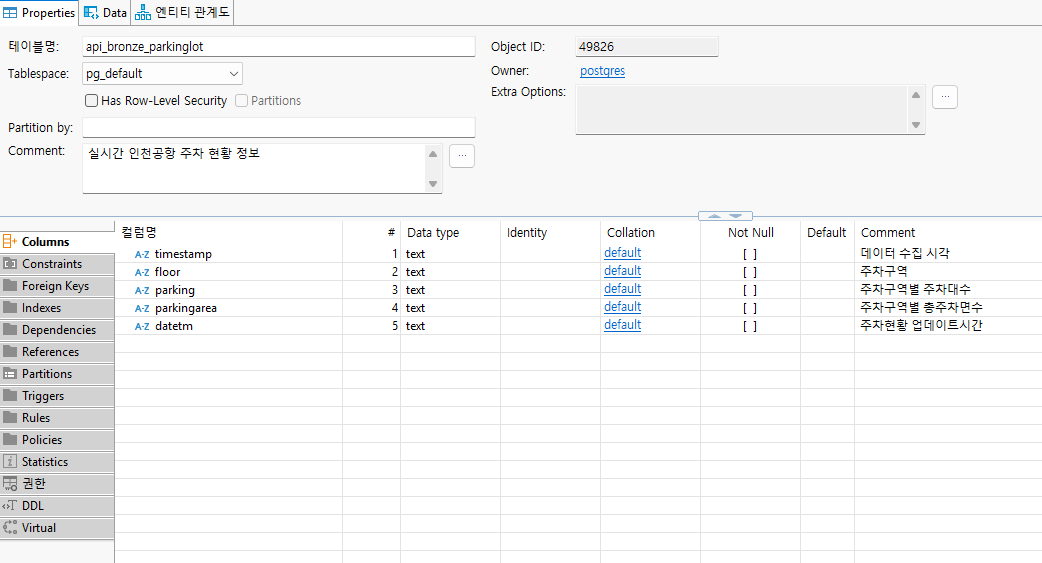 Properties Data 엔티티 관계도
테이블명: api_bronze_parkinglot Object ID: 49826
Tablespace: pg_default Owner: postgres
Has Row-Level Security Partitions Extra Options: ...
Partition by:
Comment: 실시간 인천공항 주차 현황 정보 ...
컬럼명 # Data type Identity Collation Not Null Default Comment
A-Z timestamp 1 text default [ ] 데이터 수집 시각
A-Z floor 2 text default [ ] 주차구역
A-Z parking 3 text default [ ] 주차구역별 주차대수
A-Z parkingarea 4 text default [ ] 주차구역별 총주차면수
A-Z datetm 5 text default [ ] 주차현황 업데이트시간
Columns
Constraints
Foreign Keys
Indexes
Dependencies
References
Partitions
Triggers
Rules
Policies
Statistics
권한
DDL
Virtual